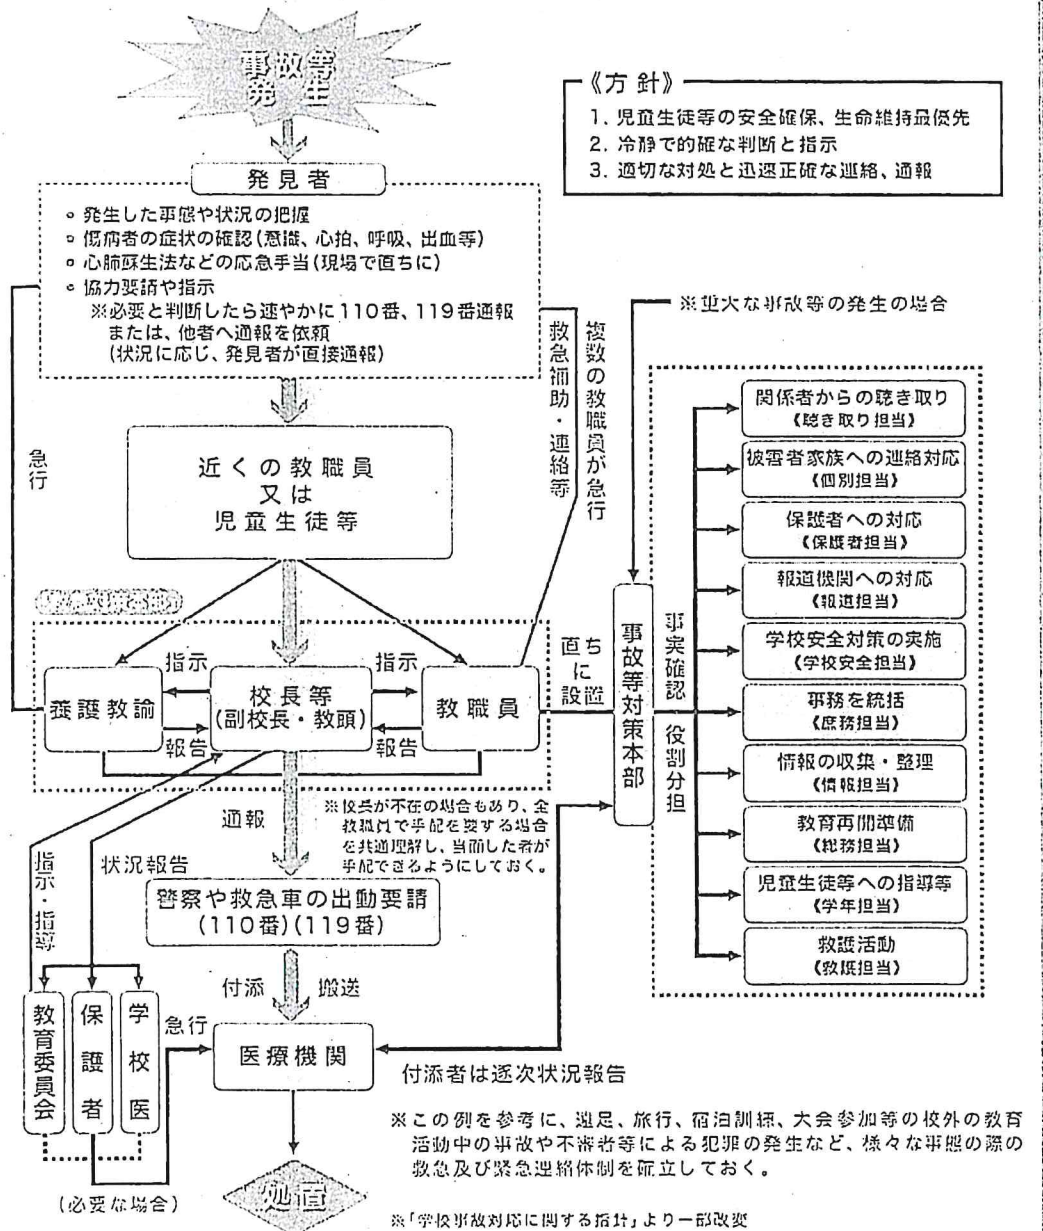 事故等
発生
《方針》
1. 児童生徒等の安全確保、生命維持最優先
2. 冷静で的確な判断と指示
3. 適切な対処と迅速正確な連絡、通報
発見者
○ 発生した事態や状況の把握
○ 傷病者の症状の確認(意識、心拍、呼吸、出血等)
○ 心肺蘇生法などの応急手当(現場で直ちに)
○ 協力要請や指示
※必要と判断したら速やかに110番、119番通報
または、他者へ通報を依頼
(状況に応じ、発見者が直接通報)
急行
複数の教職員が急行
救急補助・連絡等
近くの教職員
又は
児童生徒等
指示
指示
養護教諭
校長等
(副校長・教頭)
教職員
報告
報告
直ち
に
設置
※重大な事故等の発生の場合
事故等対策本部
事実確認
役割分担
関係者からの聴き取り
《聴き取り担当》
被害者家族への連絡対応
《個別担当》
保護者への対応
《保護者担当》
報道機関への対応
《報道担当》
学校安全対策の実施
《学校安全担当》
事務を統括
《庶務担当》
情報の収集・整理
《情報担当》
教育再開準備
《総務担当》
児童生徒等への指導等
《学年担当》
救護活動
《救護担当》
通報
※校長が不在の場合もあり、全
教職員で手配を要する場合
を共通理解し、当面した者が
手配できるようにしておく。
指示・指導
状況報告
警察や救急車の出動要請
(110番)(119番)
付添
搬送
教育委員会
保護者
学校医
急行
医療機関
付添者は逐次状況報告
(必要な場合)
処置
※この例を参考に、遠足、旅行、宿泊訓練、大会参加等の校外の教育
活動中の事故や不審者等による犯罪の発生など、様々な事態の際の
救急及び緊急連絡体制を確立しておく。
※「学校事故対応に関する指針」より一部改変